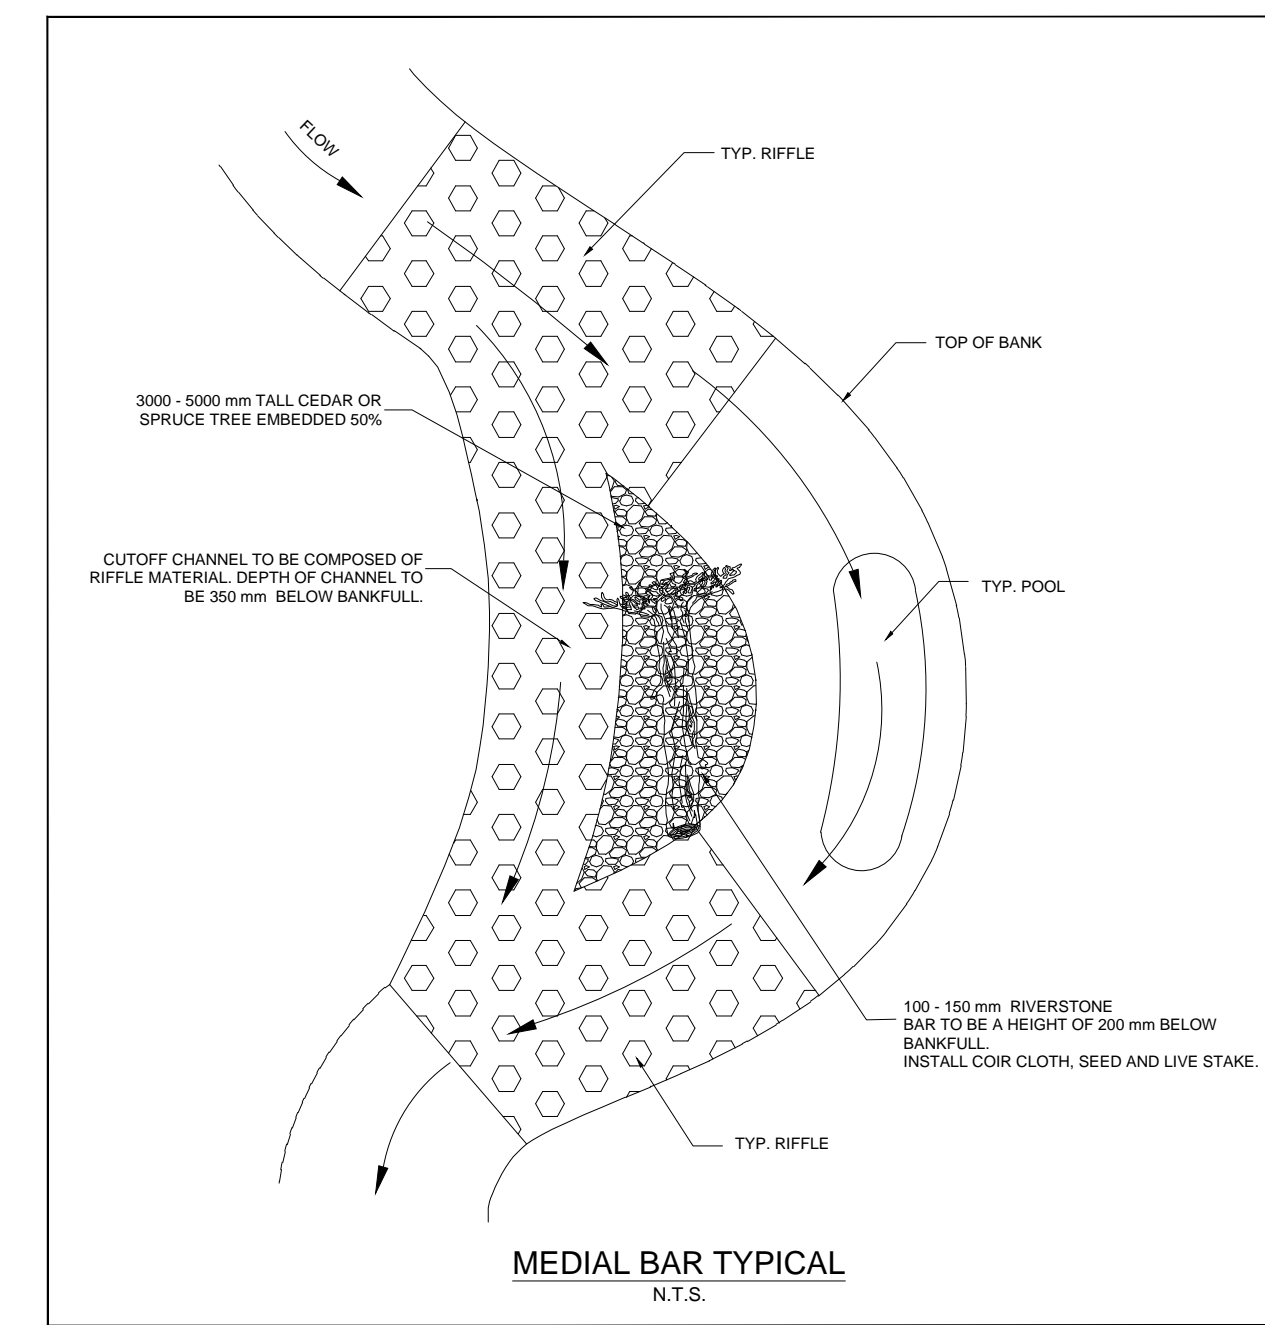 FLOW
TYP. RIFFLE
TOP OF BANK
3000 - 5000 mm TALL CEDAR OR
SPRUCE TREE EMBEDDED 50%
CUTOFF CHANNEL TO BE COMPOSED OF
RIFFLE MATERIAL. DEPTH OF CHANNEL TO
BE 350 mm BELOW BANKFULL.
TYP. POOL
100 - 150 mm RIVERSTONE
BAR TO BE A HEIGHT OF 200 mm BELOW
BANKFULL.
INSTALL COIR CLOTH, SEED AND LIVE STAKE.
TYP. RIFFLE
MEDIAL BAR TYPICAL
N.T.S.